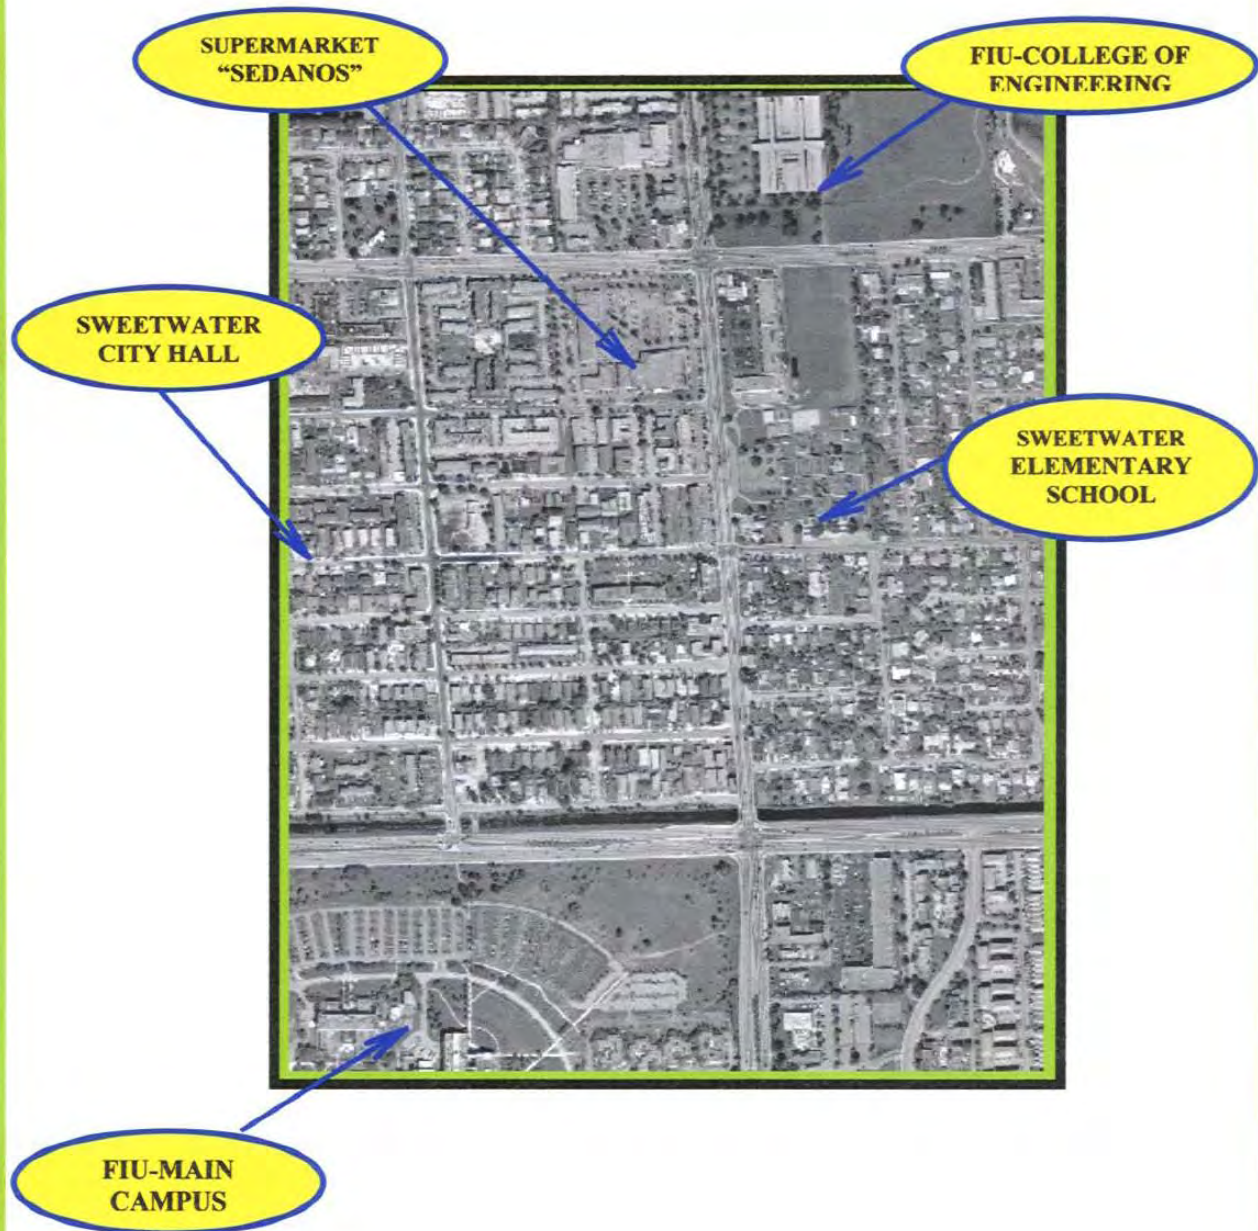 SUPERMARKET
“SEDANOS”
FIU-COLLEGE OF
ENGINEERING
SWEETWATER
CITY HALL
SWEETWATER
ELEMENTARY
SCHOOL
FIU-MAIN
CAMPUS